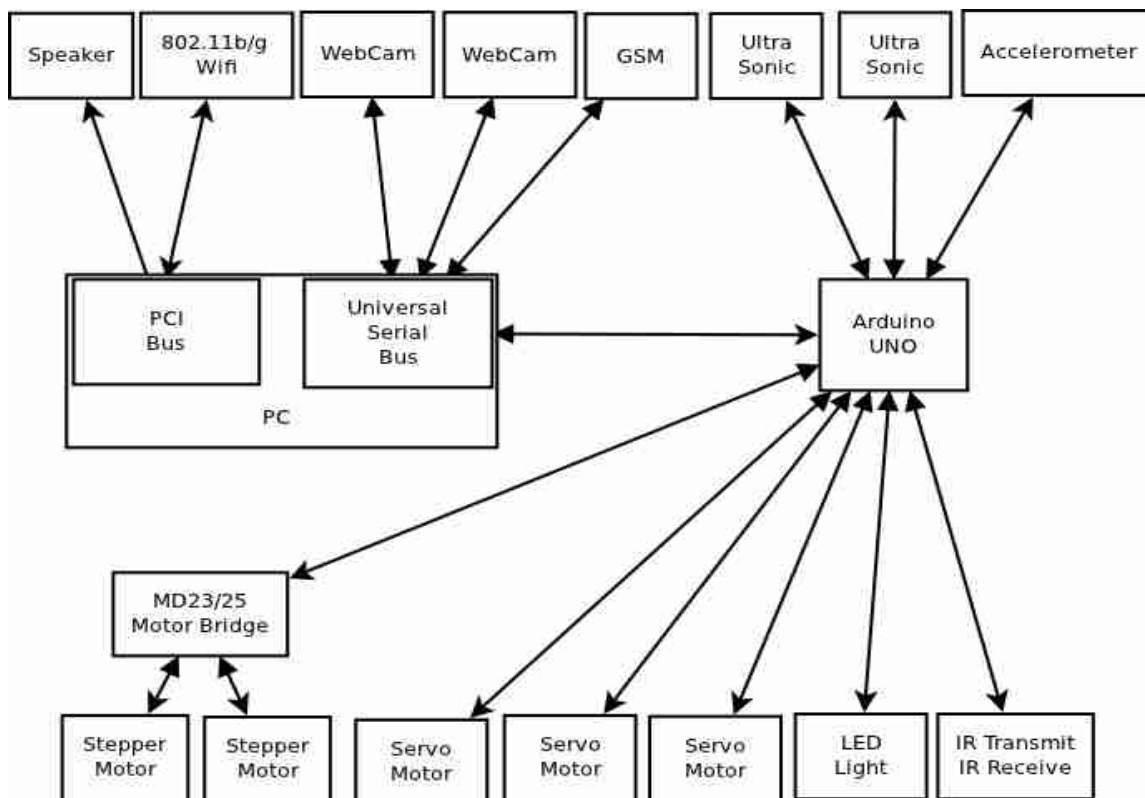 Speaker
802.11b/g
Wifi
WebCam
WebCam
GSM
Ultra
Sonic
Ultra
Sonic
Accelerometer
PCI
Bus
Universal
Serial
Bus
PC
Arduino
UNO
MD23/25
Motor Bridge
Stepper
Motor
Stepper
Motor
Servo
Motor
Servo
Motor
Servo
Motor
LED
Light
IR Transmit
IR Receive